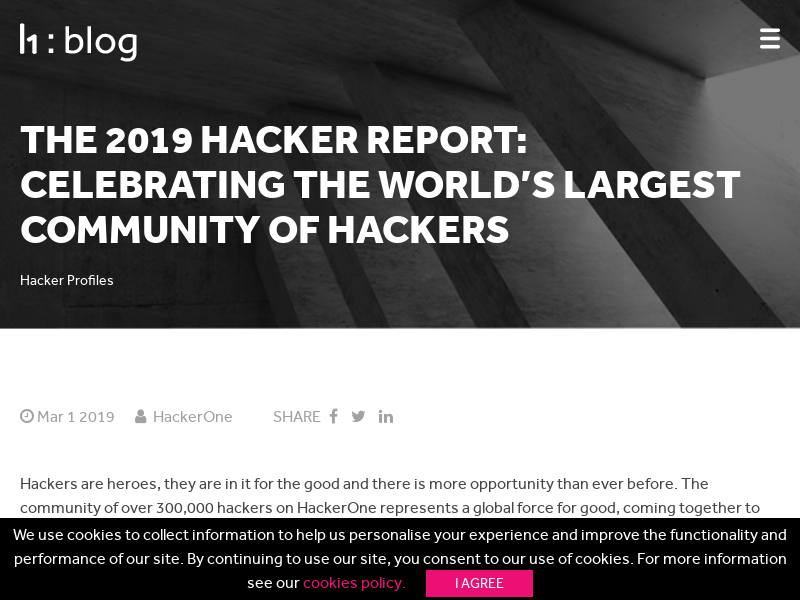 h1 : blog
THE 2019 HACKER REPORT:
CELEBRATING THE WORLD’S LARGEST
COMMUNITY OF HACKERS
Hacker Profiles
Mar 1 2019 HackerOne SHARE
Hackers are heroes, they are in it for the good and there is more opportunity than ever before. The
community of over 300,000 hackers on HackerOne represents a global force for good, coming together to
We use cookies to collect information to help us personalise your experience and improve the functionality and
performance of our site. By continuing to use our site, you consent to our use of cookies. For more information
see our cookies policy. I AGREE